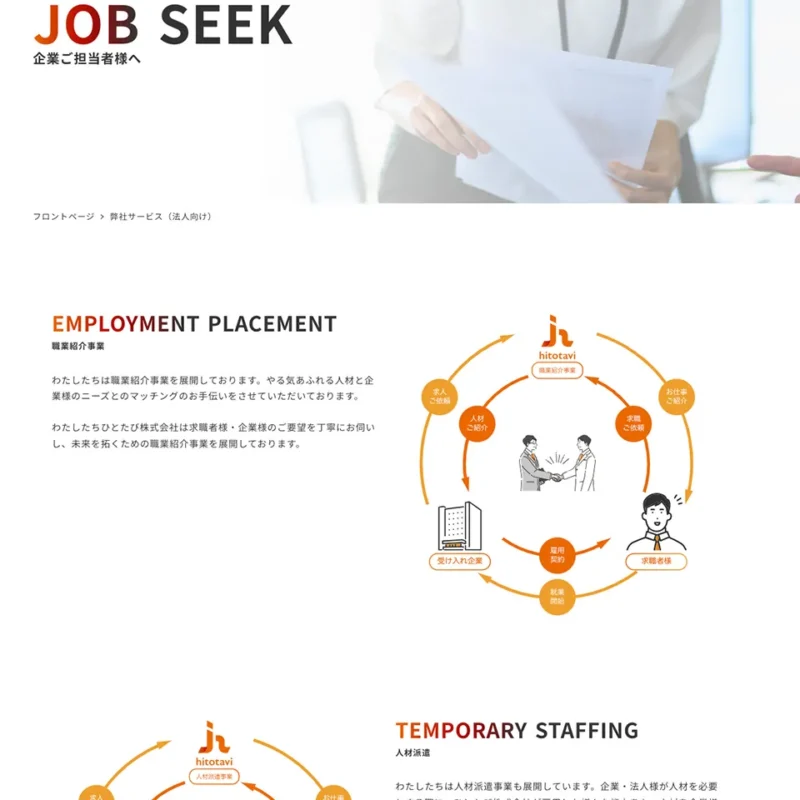 JOB SEEK
企業ご担当者様へ
フロントページ > 弊社サービス（法人向け）
EMPLOYMENT PLACEMENT
職業紹介事業
わたしたちは職業紹介事業を展開しております。やる気あふれる人材と企
業様のニーズとのマッチングのお手伝いをさせていただいております。
わたしたちひとたび株式会社は求職者様・企業様のご要望を丁寧にお伺い
し、未来を拓くための職業紹介事業を展開しております。
hitotavi
職業紹介事業
求人
ご依頼
お仕事
ご紹介
人材
ご紹介
求職
ご依頼
受け入れ企業
雇用
契約
求職者様
就業
開始
hitotavi
人材派遣事業
求人
お仕事
TEMPORARY STAFFING
人材派遣
わたしたちは人材派遣事業も展開しています。企業・法人様が人材を必要